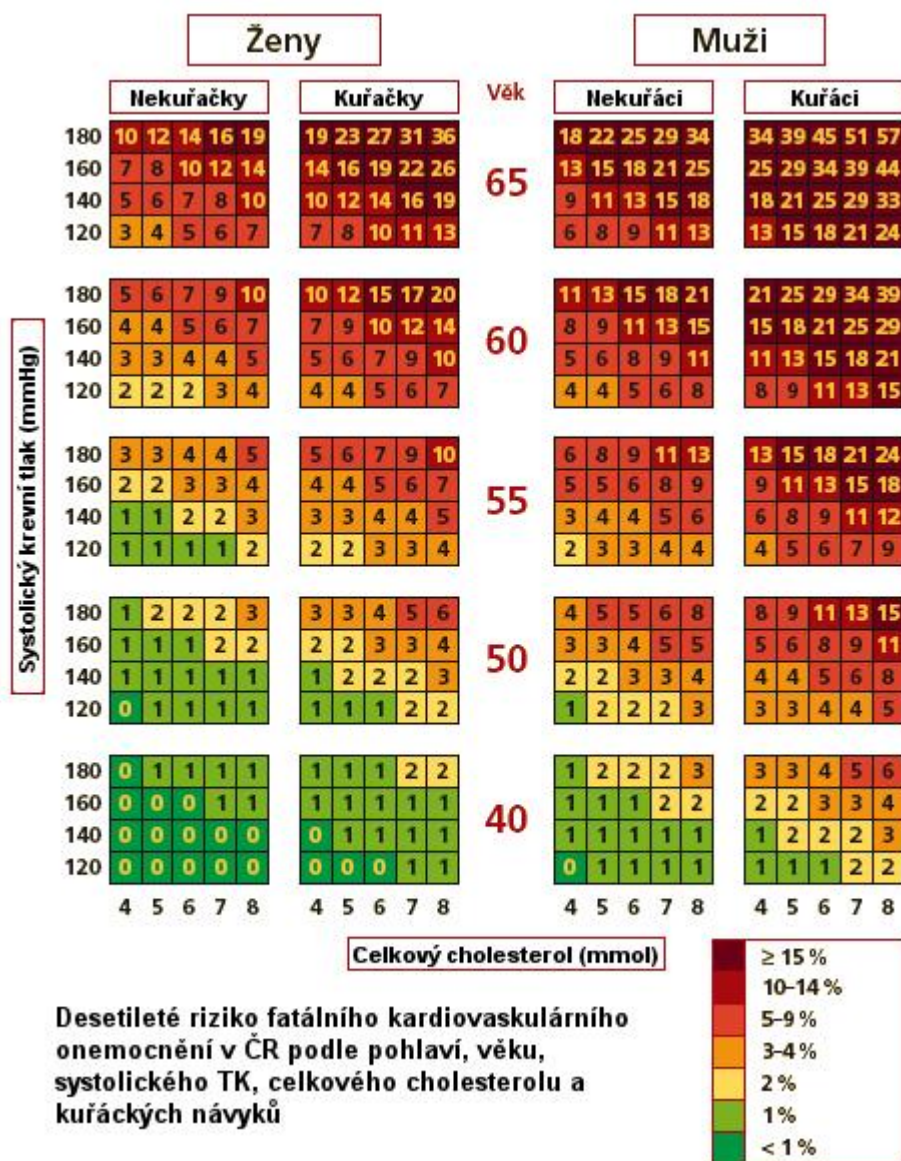 Ženy Muži
Nekuřačky Kuřačky Věk Nekuřáci Kuřáci
180 10 12 14 16 19 19 23 27 31 36 18 22 25 29 34 34 39 45 51 57
160 7 8 10 12 14 14 16 19 22 26 13 15 18 21 25 25 29 34 39 44
65
140 5 6 7 8 10 10 12 14 16 19 9 11 13 15 18 18 21 25 29 33
120 3 4 5 6 7 7 8 10 11 13 6 8 9 11 13 13 15 18 21 24
180 5 6 7 9 10 10 12 15 17 20 11 13 15 18 21 21 25 29 34 39
160 4 4 5 6 7 7 9 10 12 14 8 9 11 13 15 15 18 21 25 29
60
140 3 3 4 4 5 5 6 7 9 10 5 6 8 9 11 11 13 15 18 21
120 2 2 2 3 4 4 4 5 6 7 4 4 5 6 8 8 9 11 13 15
Systolický krevní tlak (mmHg)
180 3 3 4 4 5 5 6 7 9 10 6 8 9 11 13 13 15 18 21 24
160 2 2 3 3 4 4 4 5 6 7 5 5 6 8 9 9 11 13 15 18
55
140 1 1 2 2 3 3 3 4 4 5 3 4 4 5 6 6 8 9 11 12
120 1 1 1 1 2 2 2 3 3 4 2 3 3 4 4 4 5 6 7 9
180 1 2 2 2 3 3 3 4 5 6 4 5 5 6 8 8 9 11 13 15
160 1 1 1 2 2 2 2 3 3 4 3 3 4 5 5 5 6 8 9 11
50
140 1 1 1 1 1 1 2 2 2 3 2 2 3 3 4 4 4 5 6 8
120 0 1 1 1 1 1 1 1 2 2 1 2 2 2 3 3 3 4 4 5
180 0 1 1 1 1 1 1 1 2 2 1 2 2 2 3 3 3 4 5 6
160 0 0 0 1 1 1 1 1 1 1 1 1 1 2 2 2 2 3 3 4
40
140 0 0 0 0 0 0 1 1 1 1 1 1 1 1 1 1 2 2 2 3
120 0 0 0 0 0 0 0 0 1 1 0 1 1 1 1 1 1 1 2 2
4 5 6 7 8 4 5 6 7 8 4 5 6 7 8 4 5 6 7 8
Celkový cholesterol (mmol)
≥ 15 %
10–14 %
5–9 %
3–4 %
2 %
1 %
< 1 %
Desetileté riziko fatálního kardiovaskulárního
onemocnění v ČR podle pohlaví, věku,
systolického TK, celkového cholesterolu a
kuřáckých návyků